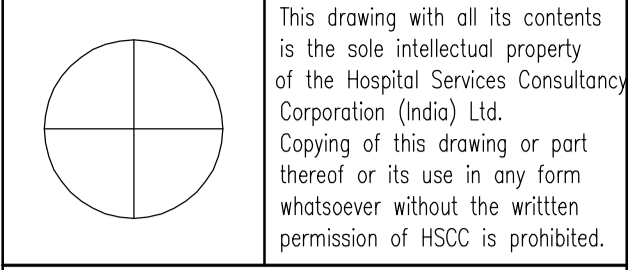 This drawing with all its contents
is the sole intellectual property
of the Hospital Services Consultancy
Corporation (India) Ltd.
Copying of this drawing or part
thereof or its use in any form
whatsoever without the writtten
permission of HSCC is prohibited.